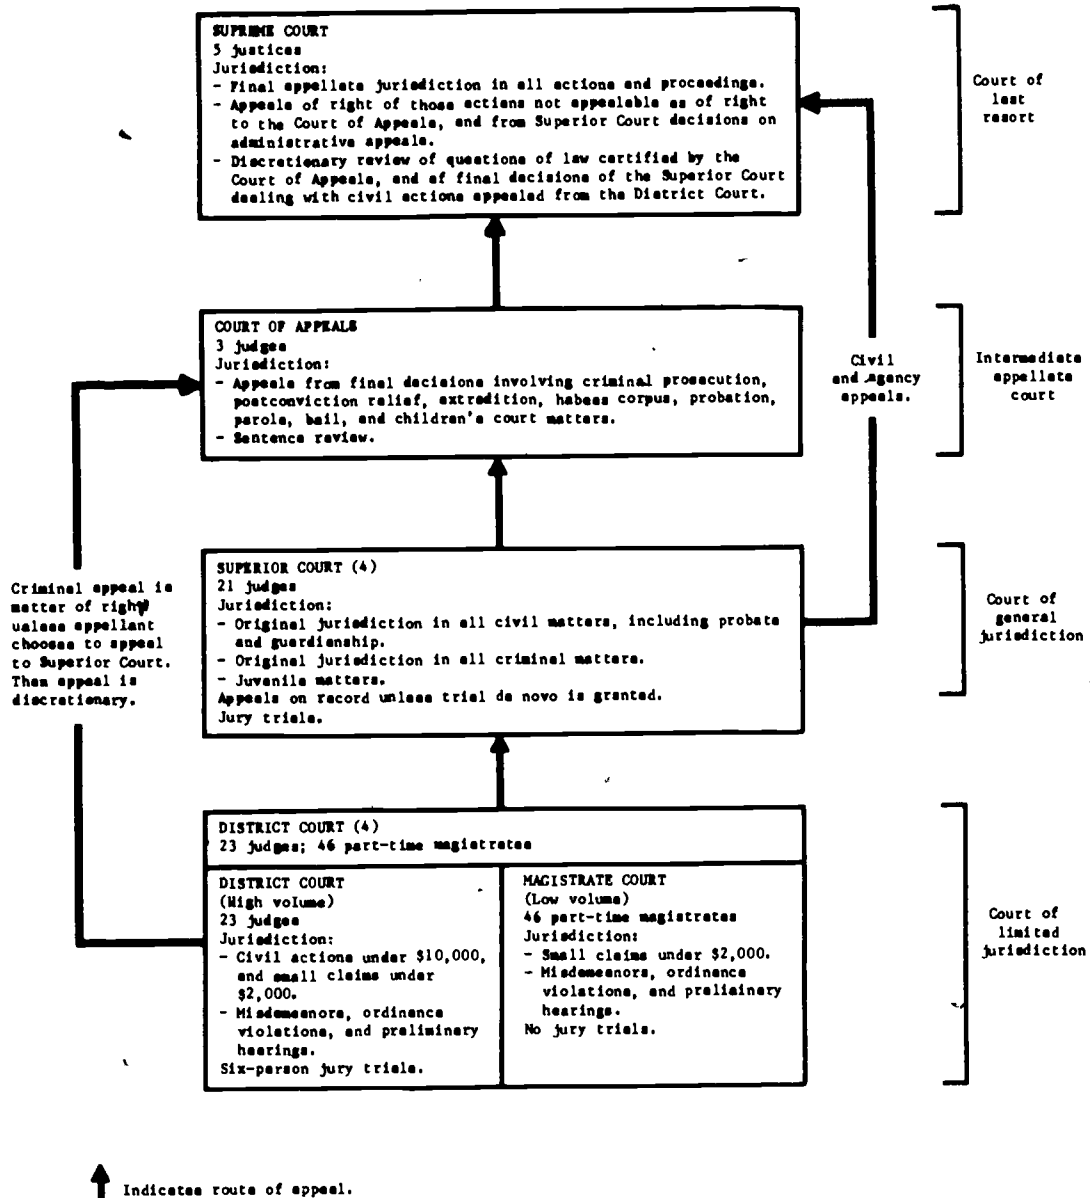 SUPREME COURT
5 justices
Jurisdiction:
- Final appellate jurisdiction in all actions and proceedings.
- Appeals of right of those actions not appealable as of right
to the Court of Appeals, and from Superior Court decisions on
administrative appeals.
- Discretionary review of questions of law certified by the
Court of Appeals, and of final decisions of the Superior Court
dealing with civil actions appealed from the District Court.
Court of
last
resort
COURT OF APPEALS
3 judges
Jurisdiction:
- Appeals from final decisions involving criminal prosecution,
postconviction relief, extradition, habeas corpus, probation,
parole, bail, and children's court matters.
- Sentence review.
Civil
and agency
appeals.
Intermediate
appellate
court
Criminal appeal is
matter of right
unless appellant
chooses to appeal
to Superior Court.
Then appeal is
discretionary.
SUPERIOR COURT (4)
21 judges
Jurisdiction:
- Original jurisdiction in all civil matters, including probate
and guardianship.
- Original jurisdiction in all criminal matters.
- Juvenile matters.
Appeals on record unless trial de novo is granted.
Jury trials.
Court of
general
jurisdiction
DISTRICT COURT (4)
23 judges; 46 part-time magistrates
DISTRICT COURT
(High volume)
23 judges
Jurisdiction:
- Civil actions under $10,000,
and small claims under
$2,000.
- Misdemeanors, ordinance
violations, and preliminary
hearings.
Six-person jury trials.
MAGISTRATE COURT
(Low volume)
46 part-time magistrates
Jurisdiction:
- Small claims under $2,000.
- Misdemeanors, ordinance
violations, and preliminary
hearings.
No jury trials.
Court of
limited
jurisdiction
Indicates route of appeal.